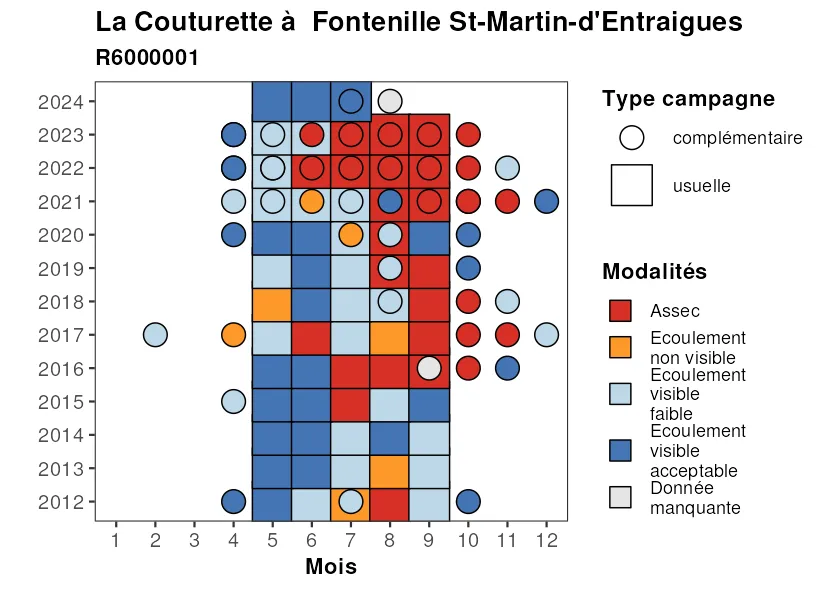 La Couturette à  Fontenille St-Martin-d'Entraigues
R6000001
2024
2023
2022
2021
2020
2019
2018
2017
2016
2015
2014
2013
2012
1 2 3 4 5 6 7 8 9 10 11 12
Mois
Type campagne
complémentaire
usuelle
Modalités
Assec
Ecoulement
non visible
Ecoulement
visible
faible
Ecoulement
visible
acceptable
Donnée
manquante